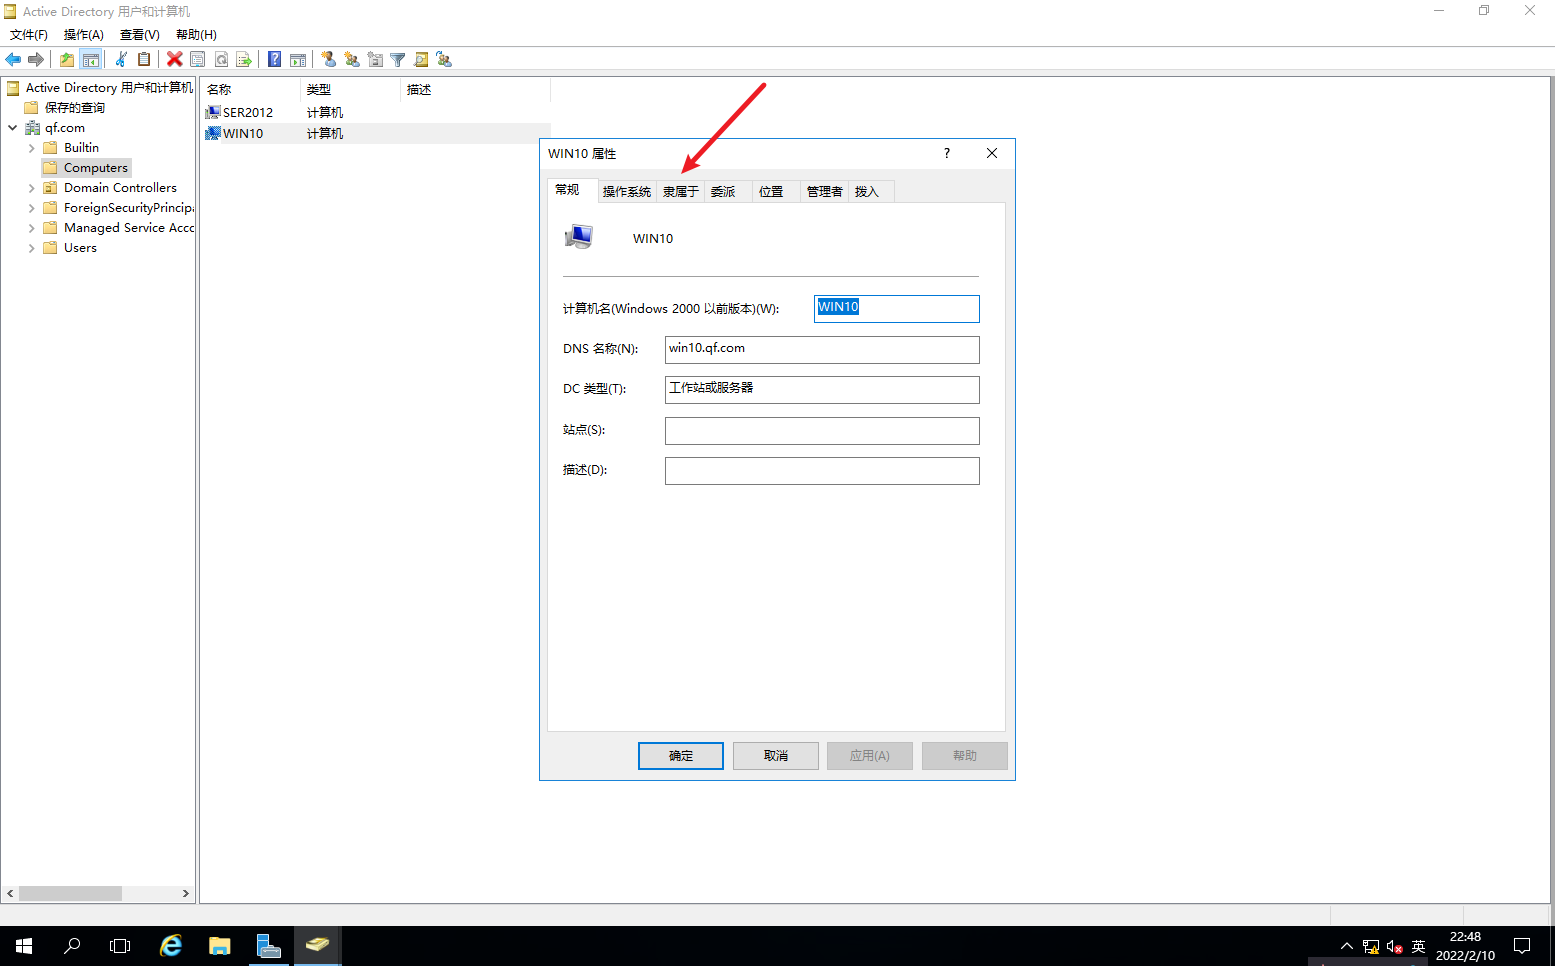 Active Directory 用户和计算机
文件(F) 操作(A) 查看(V) 帮助(H)
Active Directory 用户和计算机
保存的查询
qf.com
Builtin
Computers
Domain Controllers
ForeignSecurityPrincipa
Managed Service Acco
Users
名称 类型 描述
SER2012 计算机
WIN10 计算机
WIN10 属性
?
常规 操作系统 隶属于 委派 位置 管理者 拨入
WIN10
计算机名(Windows 2000 以前版本)(W): WIN10
DNS 名称(N): win10.qf.com
DC 类型(T): 工作站或服务器
站点(S):
描述(D):
确定 取消 应用(A) 帮助
英
22:48
2022/2/10